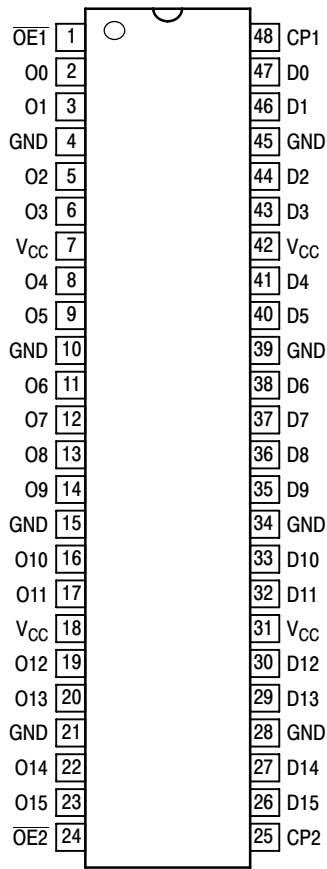 OE1 1 48 CP1
O0 2 47 D0
O1 3 46 D1
GND 4 45 GND
O2 5 44 D2
O3 6 43 D3
VCC 7 42 VCC
O4 8 41 D4
O5 9 40 D5
GND 10 39 GND
O6 11 38 D6
O7 12 37 D7
O8 13 36 D8
O9 14 35 D9
GND 15 34 GND
O10 16 33 D10
O11 17 32 D11
VCC 18 31 VCC
O12 19 30 D12
O13 20 29 D13
GND 21 28 GND
O14 22 27 D14
O15 23 26 D15
OE2 24 25 CP2